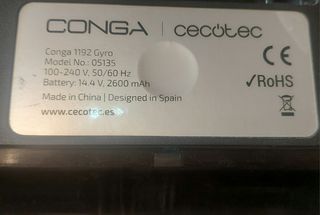 CONGA | cecotec
Conga 1192 Gyro
Model No : 05135
100-240 V. 50/60 Hz
Battery: 14.4 V, 2600 mAh
Made in China | Designed in Spain
www.cecotec.es
CE
✓RoHS